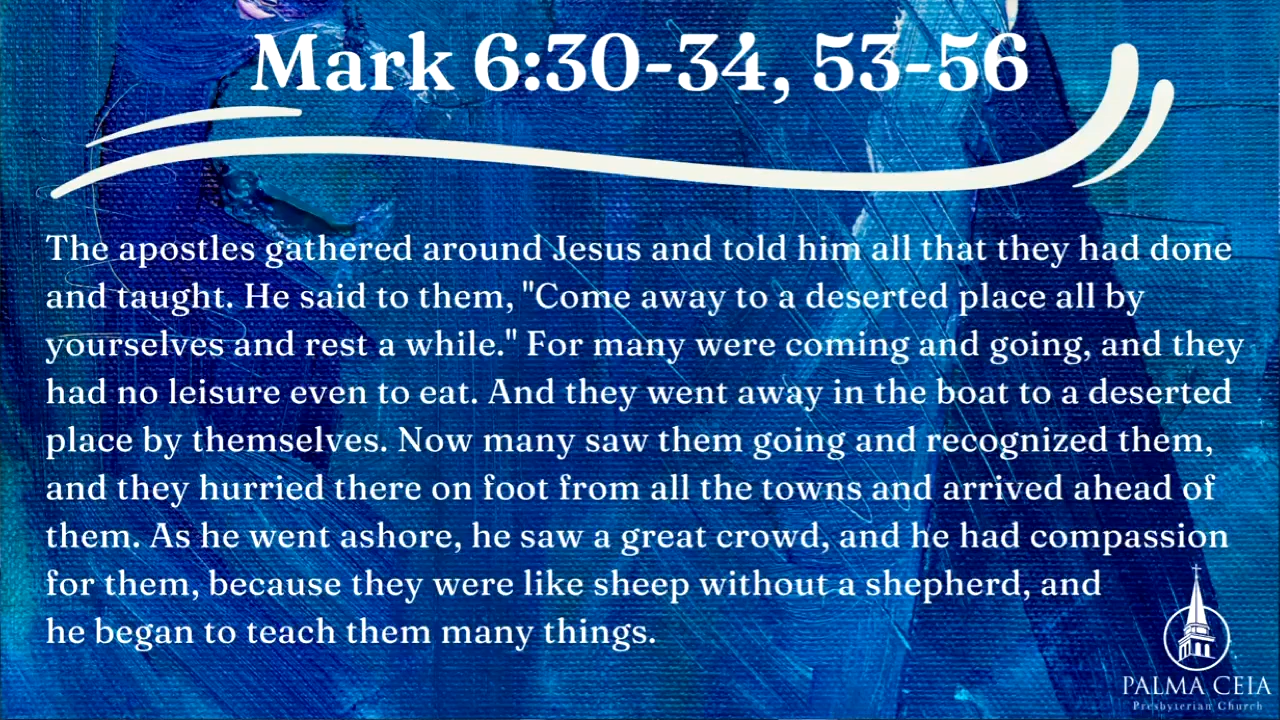 Mark 6:30-34, 53-56
The apostles gathered around Jesus and told him all that they had done
and taught. He said to them, "Come away to a deserted place all by
yourselves and rest a while." For many were coming and going, and they
had no leisure even to eat. And they went away in the boat to a deserted
place by themselves. Now many saw them going and recognized them,
and they hurried there on foot from all the towns and arrived ahead of
them. As he went ashore, he saw a great crowd, and he had compassion
for them, because they were like sheep without a shepherd, and
he began to teach them many things.
PALMA CEIA
Presbyterian Church